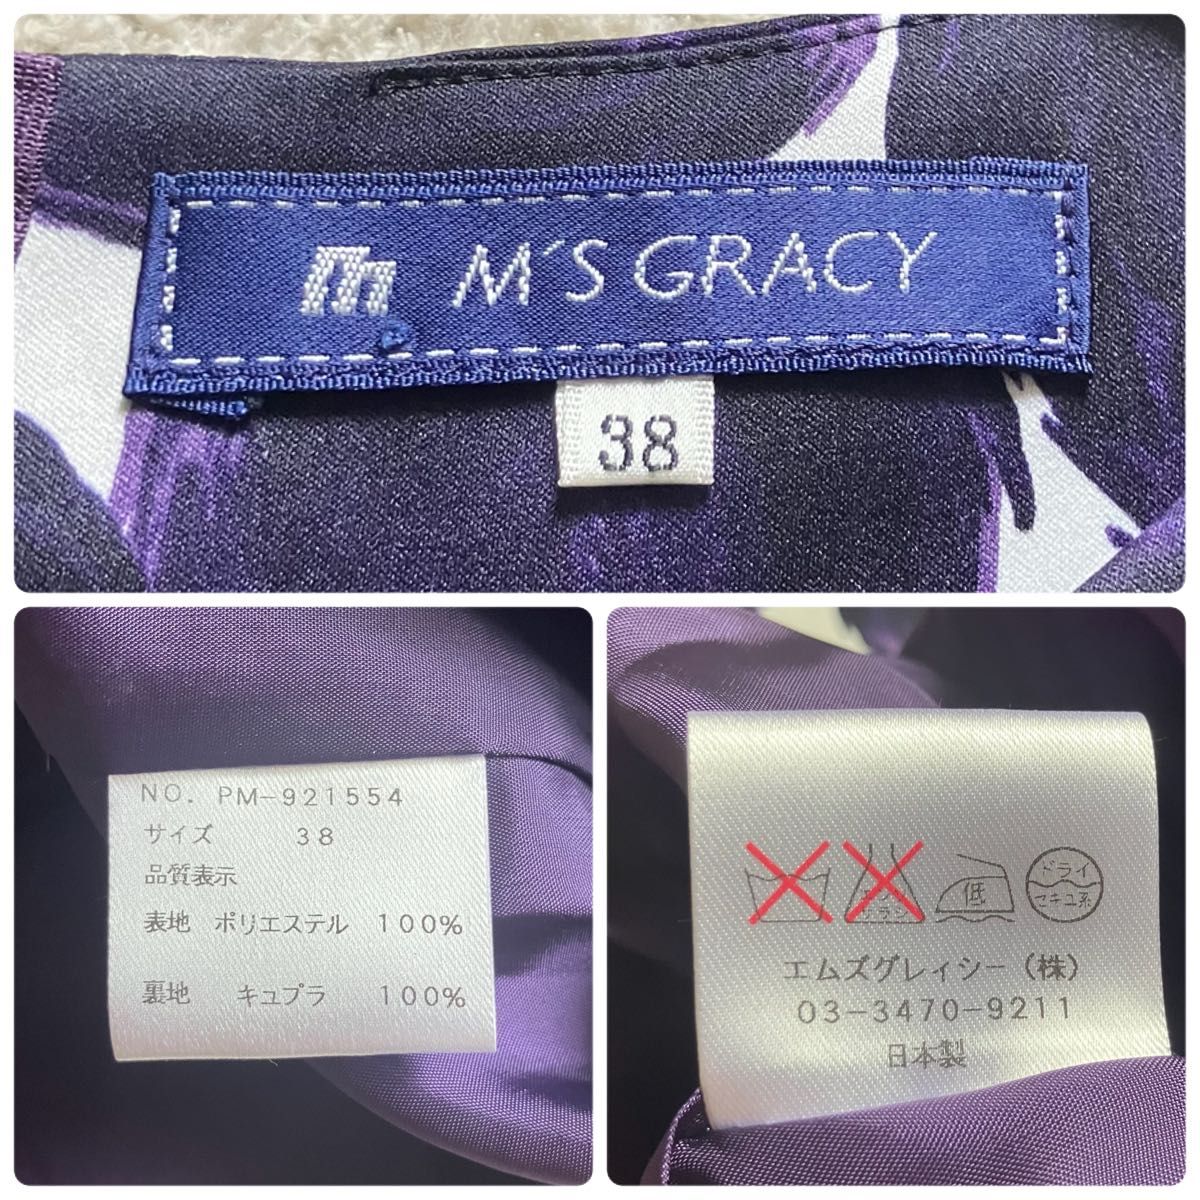 m M'S GRACY
38
NO. PM-921554
サイズ 38
品質表示
表地 ポリエステル 100%
裏地 キュプラ 100%
低
ドライ
セキユ系
エムズグレィシー(株)
03-3470-9211
日本製